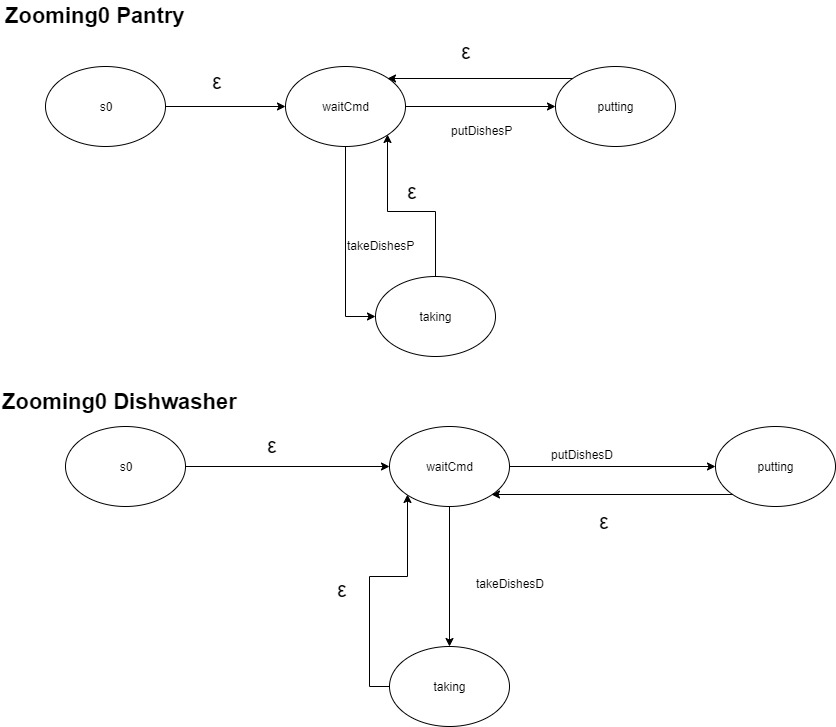 Zooming0 Pantry
ε
ε
s0
waitCmd
putting
putDishesP
ε
takeDishesP
taking
Zooming0 Dishwasher
ε
putDishesD
s0
waitCmd
putting
ε
takeDishesD
ε
taking